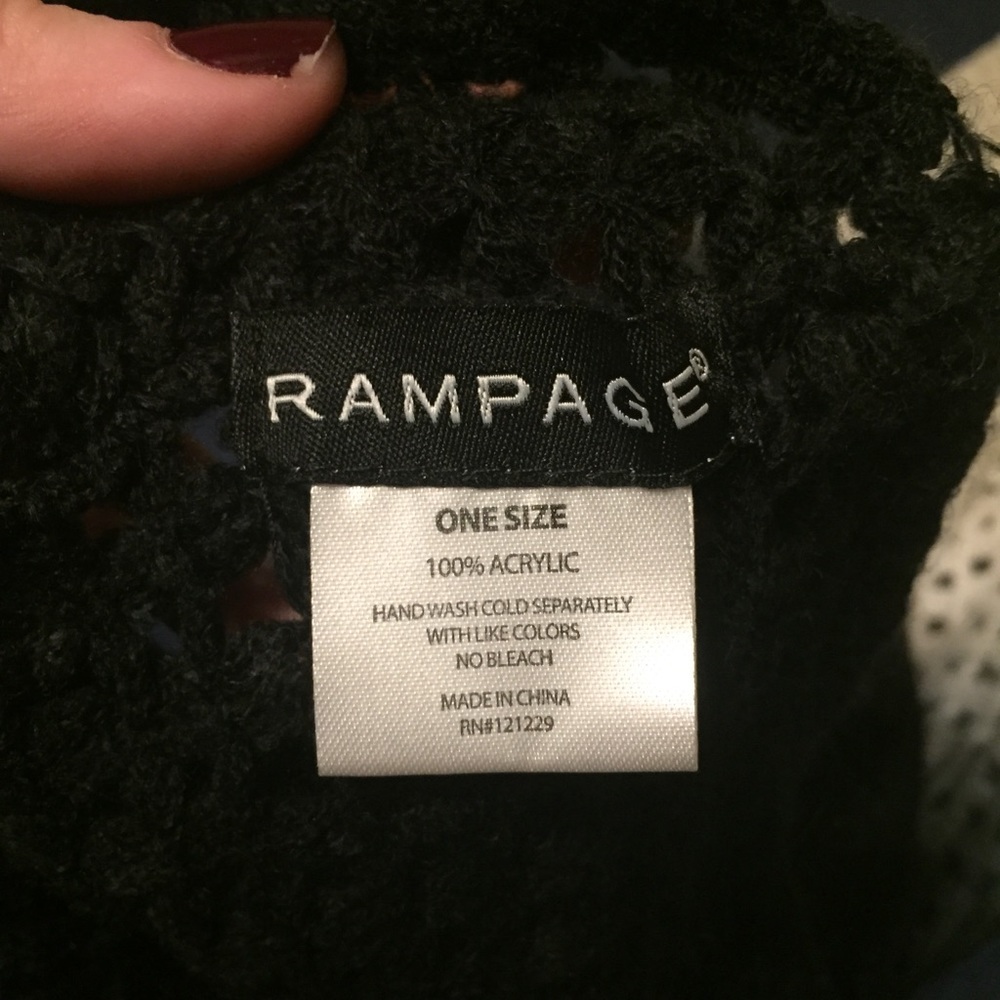 RAMPAGE®
ONE SIZE
100% ACRYLIC
HAND WASH COLD SEPARATELY
WITH LIKE COLORS
NO BLEACH
MADE IN CHINA
RN#121229